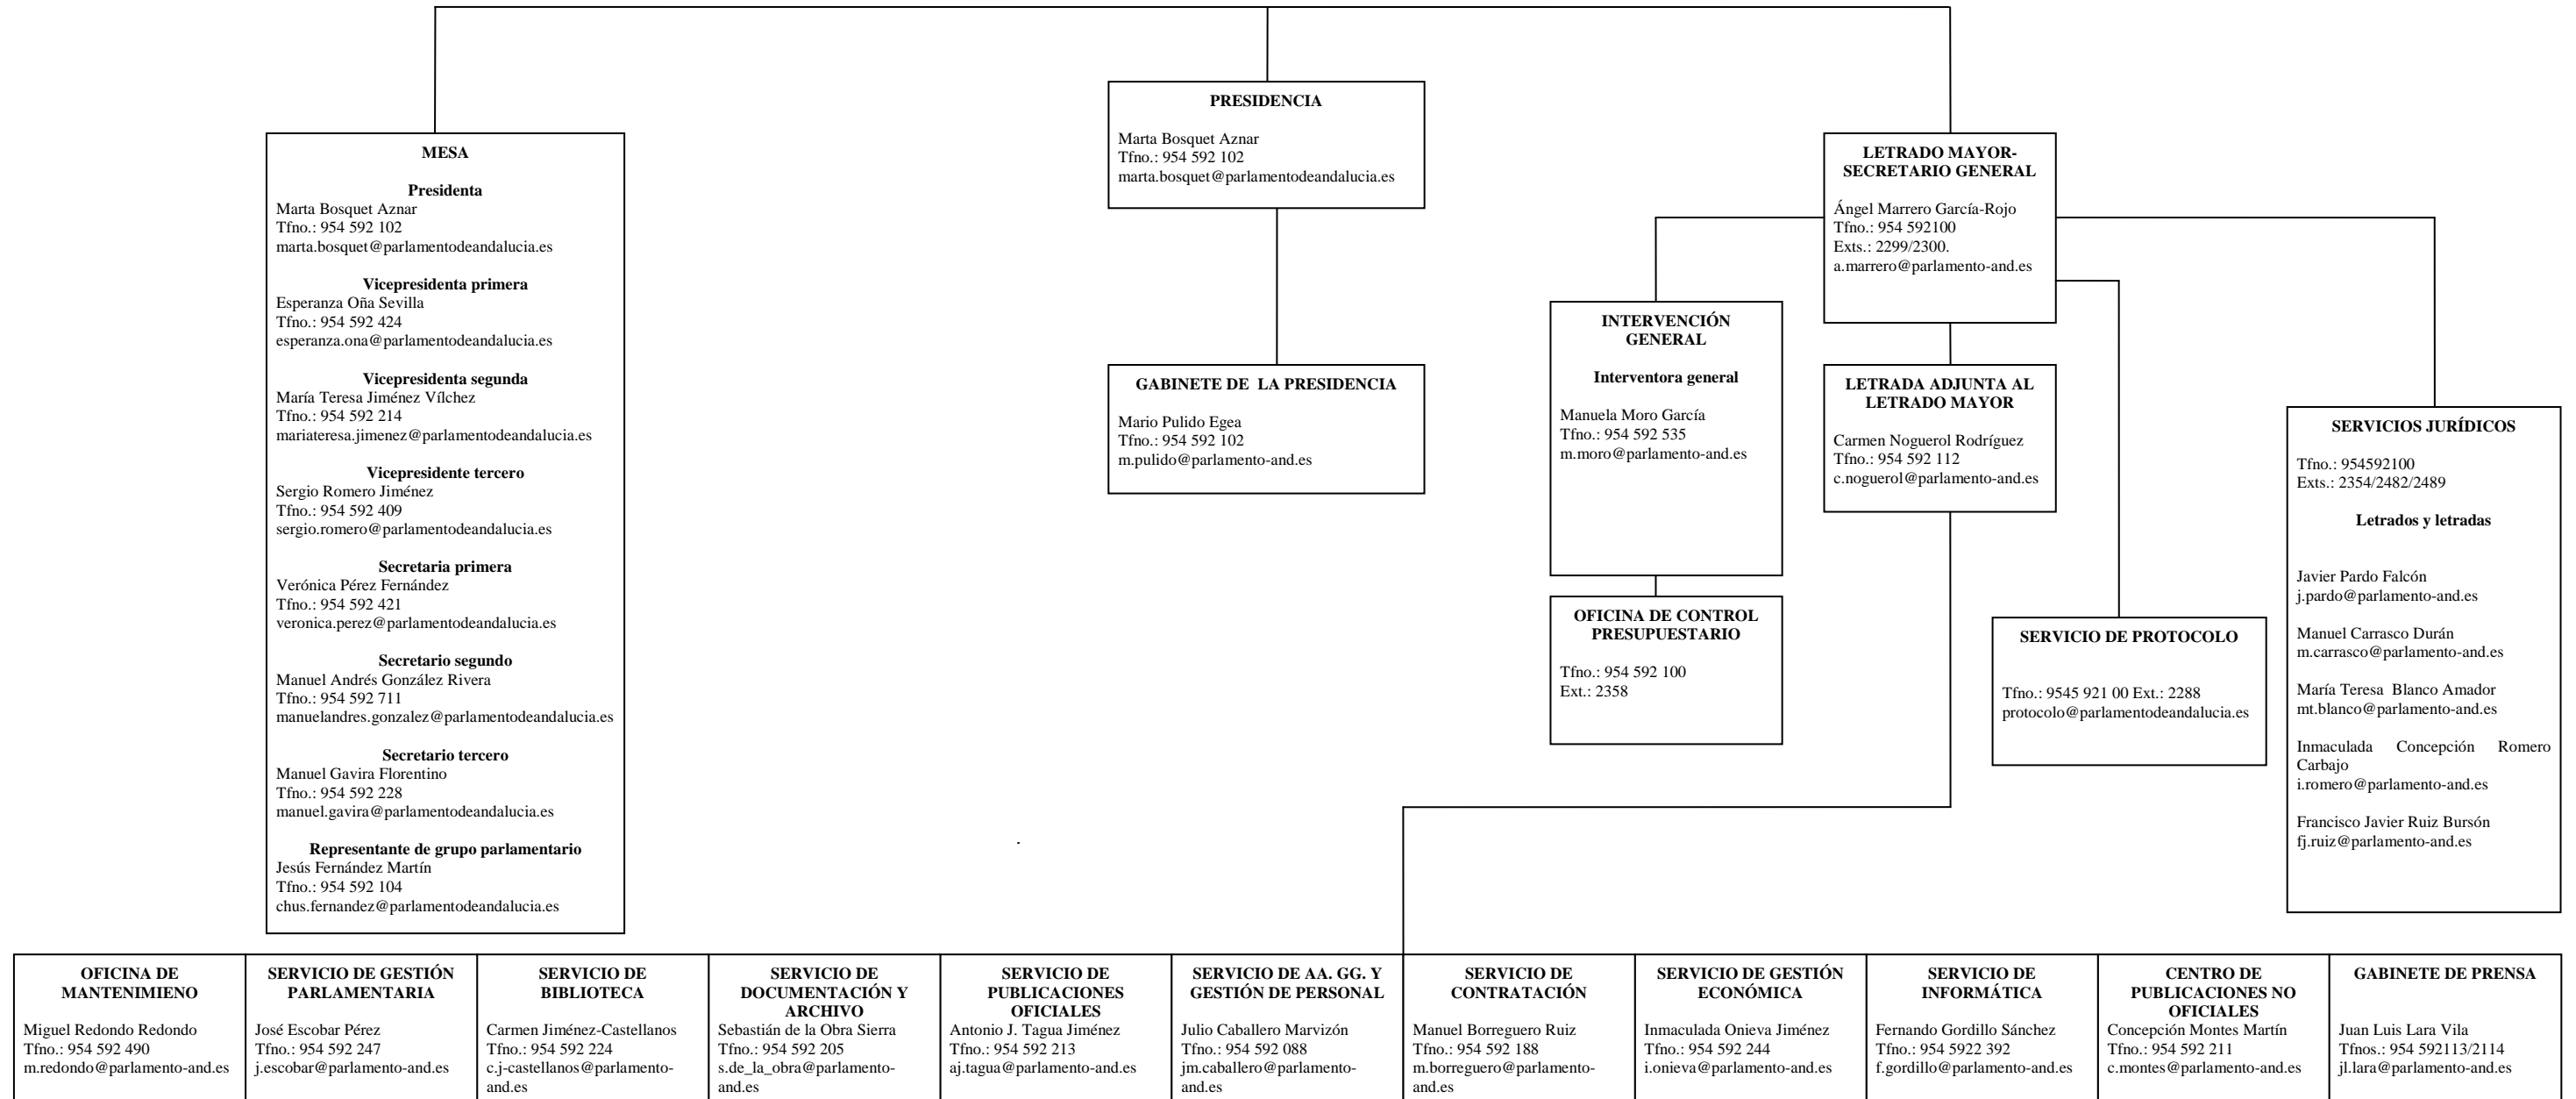 PRESIDENCIA
Marta Bosquet Aznar
Tfno.: 954 592 102
marta.bosquet@parlamentodeandalucia.es
MESA
Presidenta
Marta Bosquet Aznar
Tfno.: 954 592 102
marta.bosquet@parlamentodeandalucia.es
Vicepresidenta primera
Esperanza Oña Sevilla
Tfno.: 954 592 424
esperanza.ona@parlamentodeandalucia.es
Vicepresidenta segunda
María Teresa Jiménez Vílchez
Tfno.: 954 592 214
mariateresa.jimenez@parlamentodeandalucia.es
Vicepresidente tercero
Sergio Romero Jiménez
Tfno.: 954 592 409
sergio.romero@parlamentodeandalucia.es
Secretaria primera
Verónica Pérez Fernández
Tfno.: 954 592 421
veronica.perez@parlamentodeandalucia.es
Secretario segundo
Manuel Andrés González Rivera
Tfno.: 954 592 711
manuelandres.gonzalez@parlamentodeandalucia.es
Secretario tercero
Manuel Gavira Florentino
Tfno.: 954 592 228
manuel.gavira@parlamentodeandalucia.es
Representante de grupo parlamentario
Jesús Fernández Martín
Tfno.: 954 592 104
chus.fernandez@parlamentodeandalucia.es
GABINETE DE LA PRESIDENCIA
Mario Pulido Egea
Tfno.: 954 592 102
m.pulido@parlamento-and.es
LETRADO MAYOR-
SECRETARIO GENERAL
Ángel Marrero García-Rojo
Tfno.: 954 592100
Exts.: 2299/2300.
a.marrero@parlamento-and.es
INTERVENCIÓN
GENERAL
Interventora general
Manuela Moro García
Tfno.: 954 592 535
m.moro@parlamento-and.es
LETRADA ADJUNTA AL
LETRADO MAYOR
Carmen Noguerol Rodríguez
Tfno.: 954 592 112
c.noguerol@parlamento-and.es
OFICINA DE CONTROL
PRESUPUESTARIO
Tfno.: 954 592 100
Ext.: 2358
SERVICIO DE PROTOCOLO
Tfno.: 9545 921 00 Ext.: 2288
protocolo@parlamentodeandalucia.es
SERVICIOS JURÍDICOS
Tfno.: 954592100
Exts.: 2354/2482/2489
Letrados y letradas
Javier Pardo Falcón
j.pardo@parlamento-and.es
Manuel Carrasco Durán
m.carrasco@parlamento-and.es
María Teresa Blanco Amador
mt.blanco@parlamento-and.es
Inmaculada Concepción Romero
Carbajo
i.romero@parlamento-and.es
Francisco Javier Ruiz Bursón
fj.ruiz@parlamento-and.es
OFICINA DE
MANTENIMIENO
Miguel Redondo Redondo
Tfno.: 954 592 490
m.redondo@parlamento-and.es
SERVICIO DE GESTIÓN
PARLAMENTARIA
José Escobar Pérez
Tfno.: 954 592 247
j.escobar@parlamento-and.es
SERVICIO DE
BIBLIOTECA
Carmen Jiménez-Castellanos
Tfno.: 954 592 224
c.j-castellanos@parlamento-
and.es
SERVICIO DE
DOCUMENTACIÓN Y
ARCHIVO
Sebastián de la Obra Sierra
Tfno.: 954 592 205
s.de_la_obra@parlamento-
and.es
SERVICIO DE
PUBLICACIONES
OFICIALES
Antonio J. Tagua Jiménez
Tfno.: 954 592 213
aj.tagua@parlamento-and.es
SERVICIO DE AA. GG. Y
GESTIÓN DE PERSONAL
Julio Caballero Marvizón
Tfno.: 954 592 088
jm.caballero@parlamento-
and.es
SERVICIO DE
CONTRATACIÓN
Manuel Borreguero Ruiz
Tfno.: 954 592 188
m.borreguero@parlamento-
and.es
SERVICIO DE GESTIÓN
ECONÓMICA
Inmaculada Onieva Jiménez
Tfno.: 954 592 244
i.onieva@parlamento-and.es
SERVICIO DE
INFORMÁTICA
Fernando Gordillo Sánchez
Tfno.: 954 5922 392
f.gordillo@parlamento-and.es
CENTRO DE
PUBLICACIONES NO
OFICIALES
Concepción Montes Martín
Tfno.: 954 592 211
c.montes@parlamento-and.es
GABINETE DE PRENSA
Juan Luis Lara Vila
Tfnos.: 954 592113/2114
jl.lara@parlamento-and.es